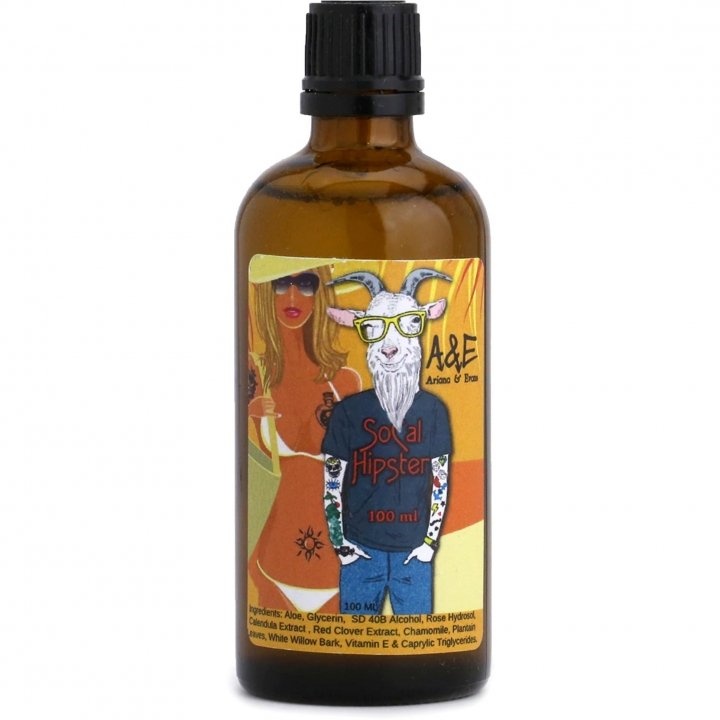 A&E
Ariana & Evans
SoCal
Hipster
100 ml
100 ML
Ingredients: Aloe, Glycerin, SD 40B Alcohol, Rose Hydrosol,
Calendula Extract , Red Clover Extract, Chamomile, Plantain
eaves, White Willow Bark, Vitamin E & Caprylic Triglycerides.